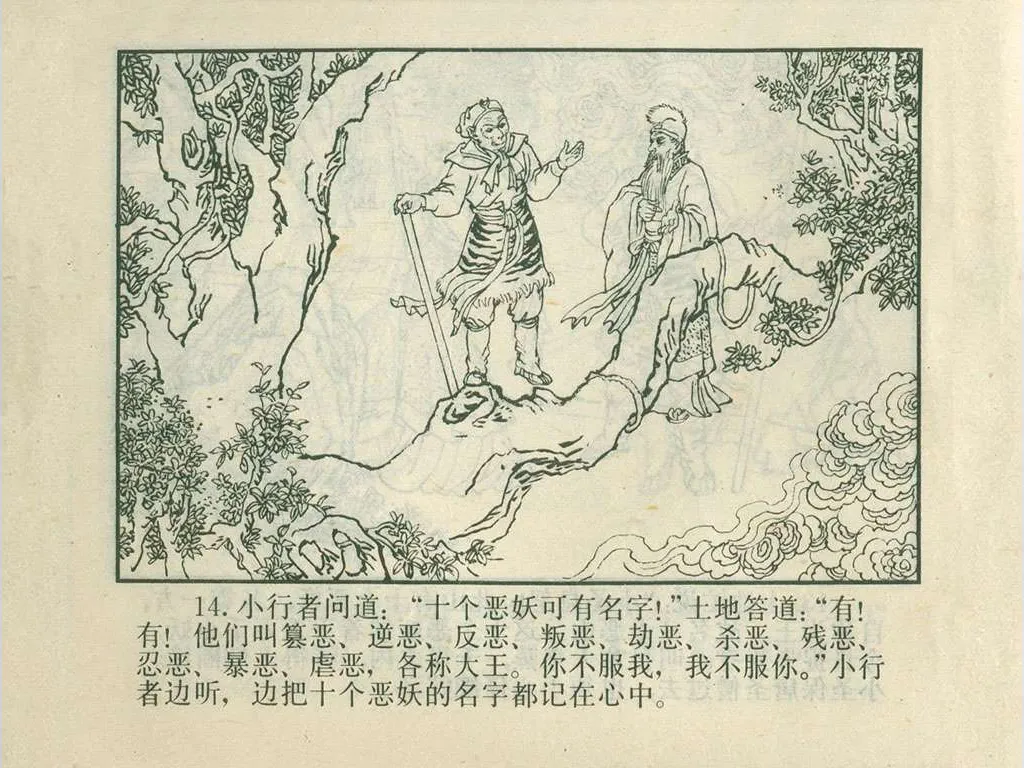 14. 小行者问道：“十个恶妖可有名字！”土地答道：“有！
有！他们叫篡恶、逆恶、反恶、叛恶、劫恶、杀恶、残恶、
忍恶、暴恶、虐恶，各称大王。你不服我，我不服你。”小行
者边听，边把十个恶妖的名字都记在心中。